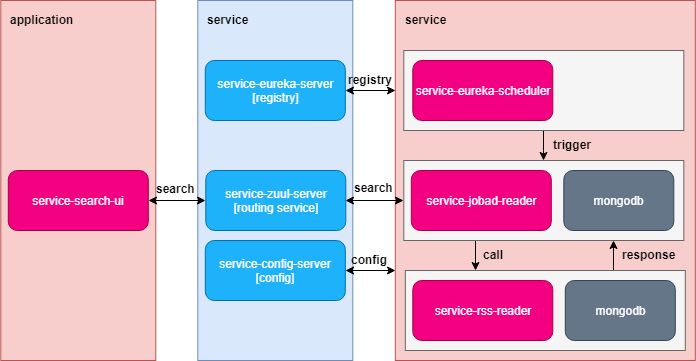 application
service
service
service-eureka-server
[registry]
registry
service-eureka-scheduler
trigger
service-search-ui
search
service-zuul-server
[routing service]
search
service-jobad-reader
mongodb
service-config-server
[config]
config
call
response
service-rss-reader
mongodb